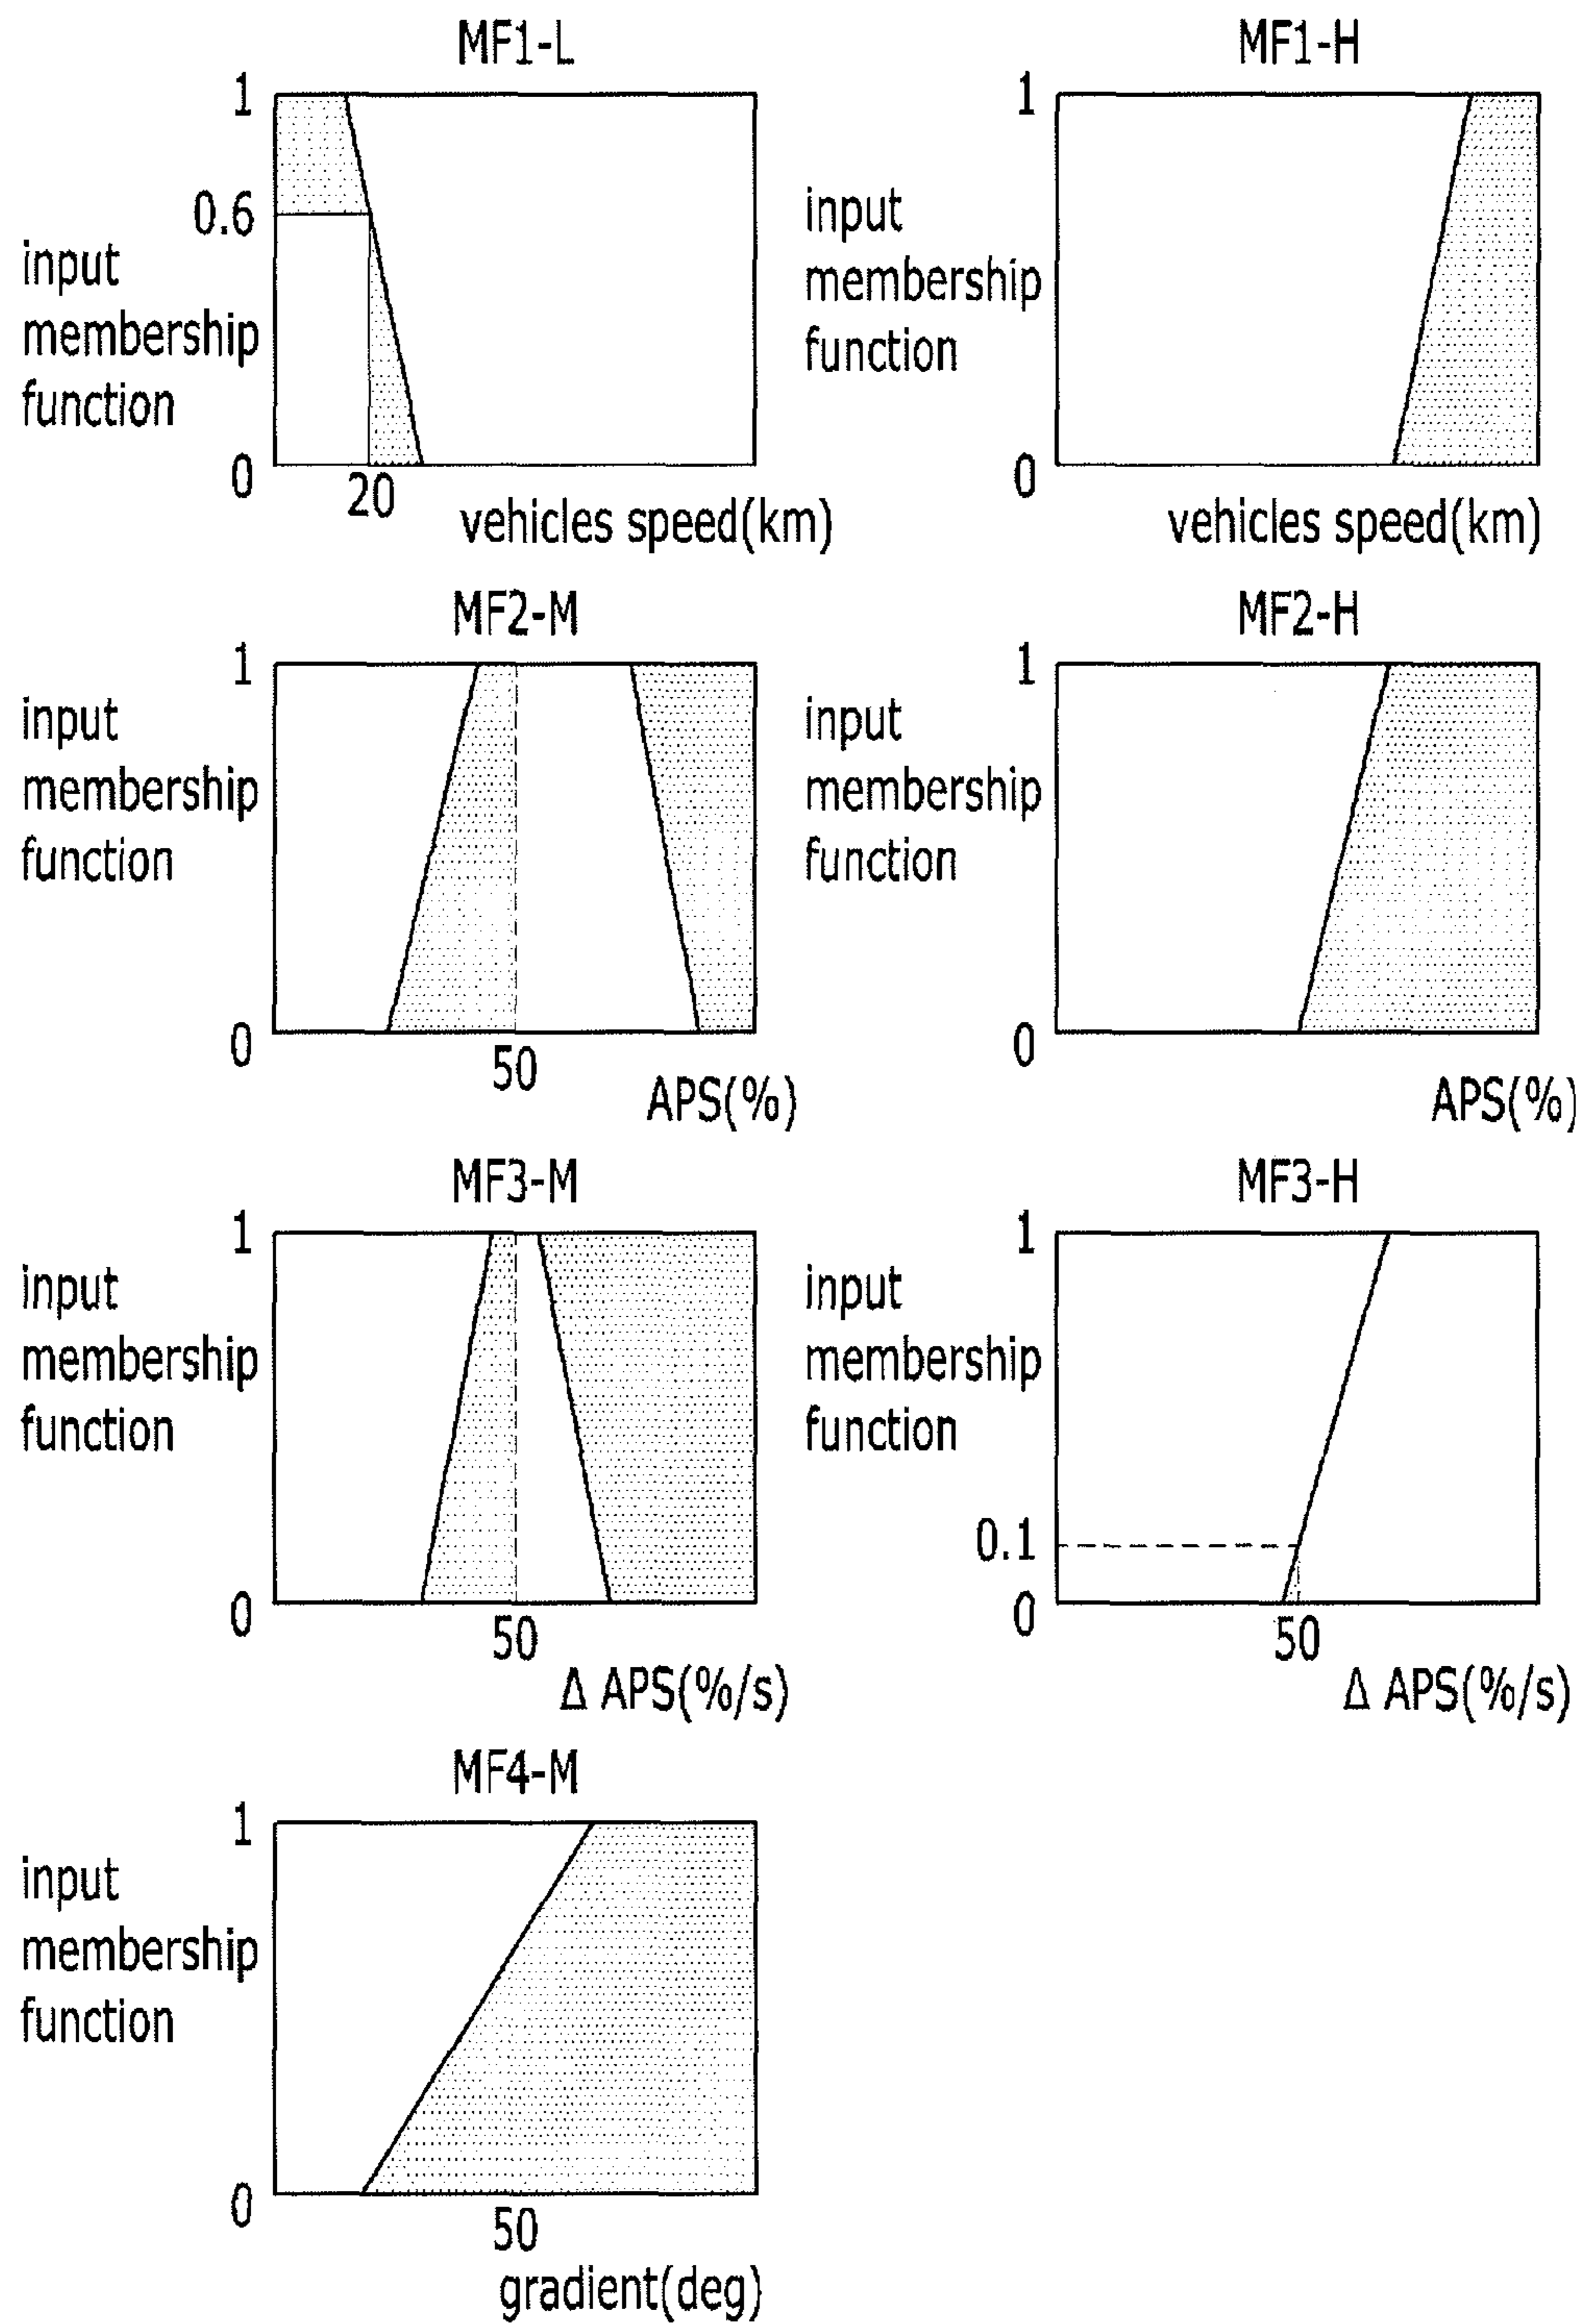 MF1-L
1
0.6
input
membership
function
0
20
vehicles speed(km)
MF1-H
1
input
membership
function
0
vehicles speed(km)
MF2-M
1
input
membership
function
0
50
APS(%)
MF2-H
1
input
membership
function
0
APS(%)
MF3-M
1
input
membership
function
0
50
Δ APS(%/s)
MF3-H
1
input
membership
function
0.1
0
50
Δ APS(%/s)
MF4-M
1
input
membership
function
0
50
gradient(deg)